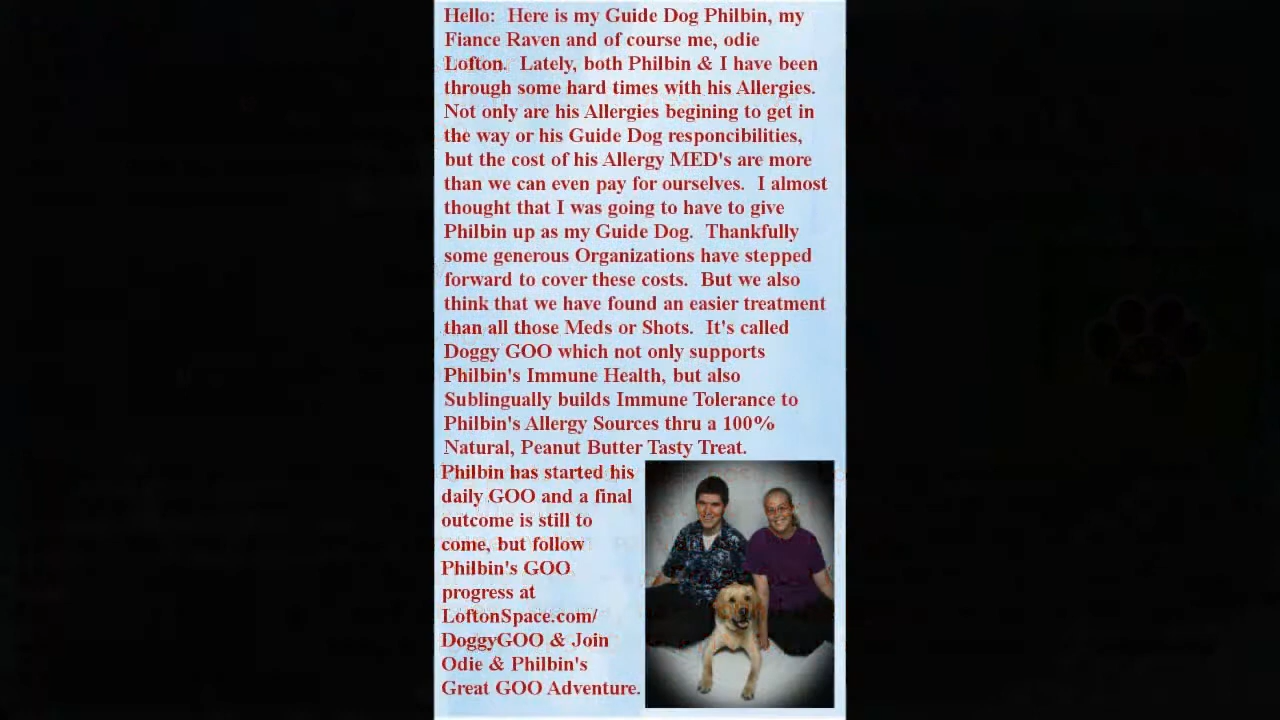 Hello:  Here is my Guide Dog Philbin, my
Fiance Raven and of course me, odie
Lofton.  Lately, both Philbin & I have been
through some hard times with his Allergies.
Not only are his Allergies begining to get in
the way or his Guide Dog responcibilities,
but the cost of his Allergy MED's are more
than we can even pay for ourselves.  I almost
thought that I was going to have to give
Philbin up as my Guide Dog.  Thankfully
some generous Organizations have stepped
forward to cover these costs.  But we also
think that we have found an easier treatment
than all those Meds or Shots.  It's called
Doggy GOO which not only supports
Philbin's Immune Health, but also
Sublingually builds Immune Tolerance to
Philbin's Allergy Sources thru a 100%
Natural, Peanut Butter Tasty Treat.
Philbin has started his
daily GOO and a final
outcome is still to
come, but follow
Philbin's GOO
progress at
LoftonSpace.com/
DoggyGOO & Join
Odie & Philbin's
Great GOO Adventure.